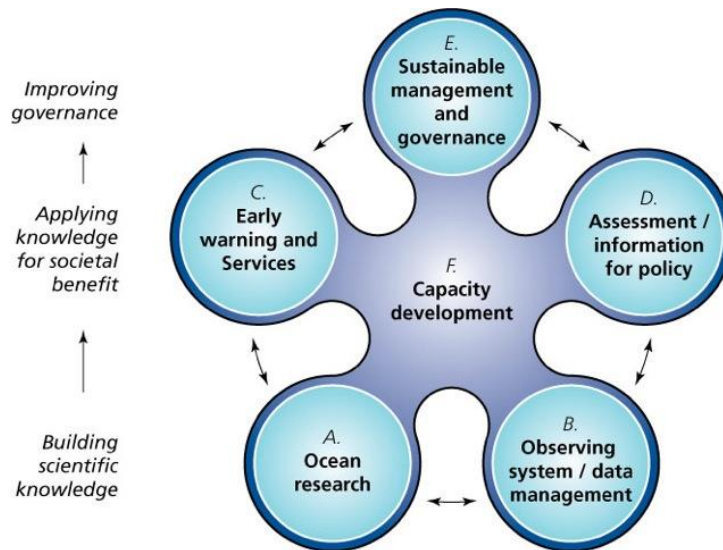 Improving
governance
Applying
knowledge
for societal
benefit
Building
scientific
knowledge
E.
Sustainable
management
and
governance
C.
Early
warning and
Services
D.
Assessment /
information
for policy
F.
Capacity
development
A.
Ocean
research
B.
Observing
system / data
management